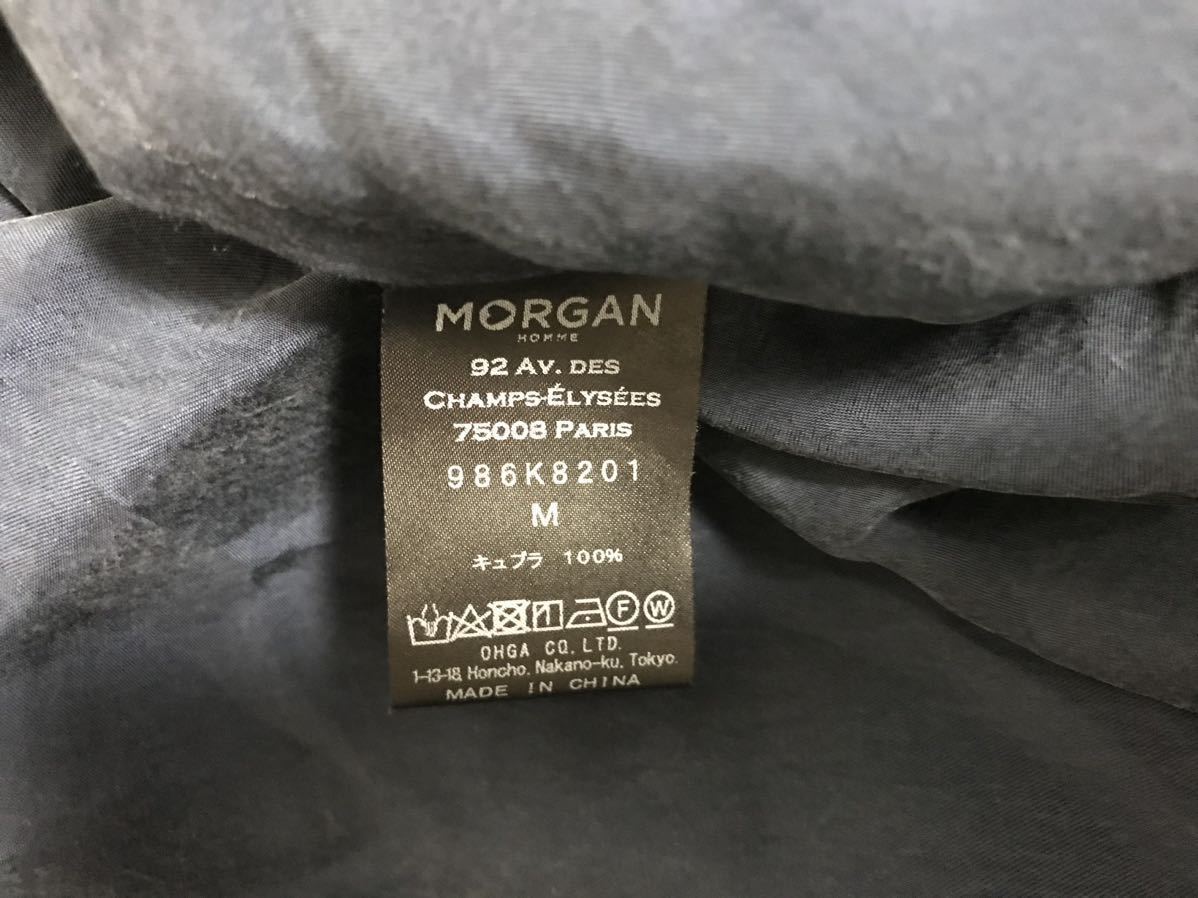 MORGAN
HOMME
92 AV. DES
CHAMPS-ÉLYSÉES
75008 PARIS
986K8201
M
キュプラ 100%
F W
OHGA CO. LTD.
1-13-18, Honcho, Nakano-ku, Tokyo.
MADE IN CHINA